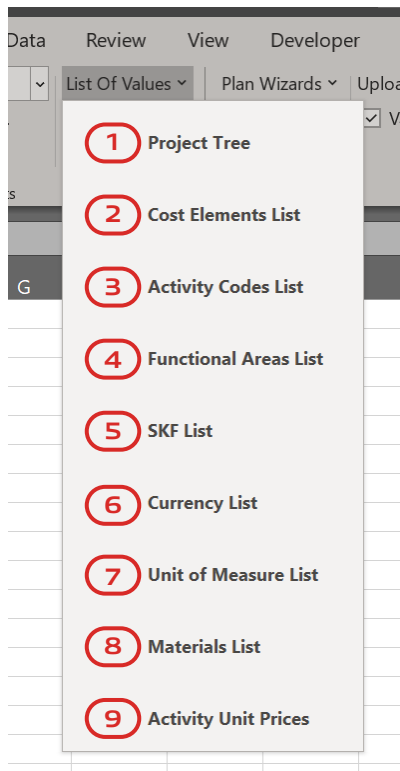 Data Review View Developer
List Of Values Plan Wizards
1 Project Tree
2 Cost Elements List
3 Activity Codes List
G
4 Functional Areas List
5 SKF List
6 Currency List
7 Unit of Measure List
8 Materials List
9 Activity Unit Prices